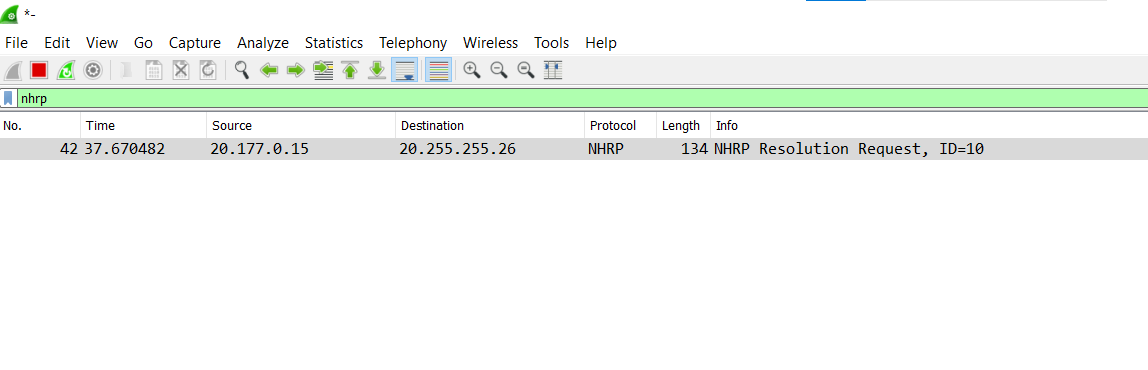 *-
File Edit View Go Capture Analyze Statistics Telephony Wireless Tools Help
nhrp
No. Time Source Destination Protocol Length Info
42 37.670482 20.177.0.15 20.255.255.26 NHRP 134 NHRP Resolution Request, ID=10